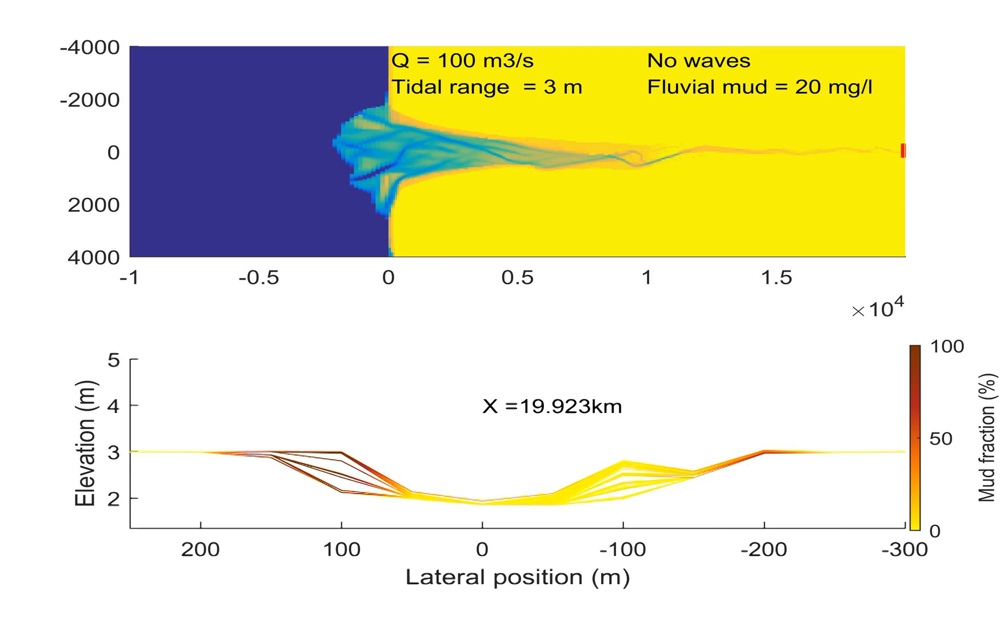 -4000
Q = 100 m3/s No waves
Tidal range = 3 m Fluvial mud = 20 mg/l
-2000
0
2000
4000
-1 -0.5 0 0.5 1 1.5
×10^4
5
4
3
2
Elevation (m)
X =19.923km
100
50
0
Mud fraction (%)
200 100 0 -100 -200 -300
Lateral position (m)